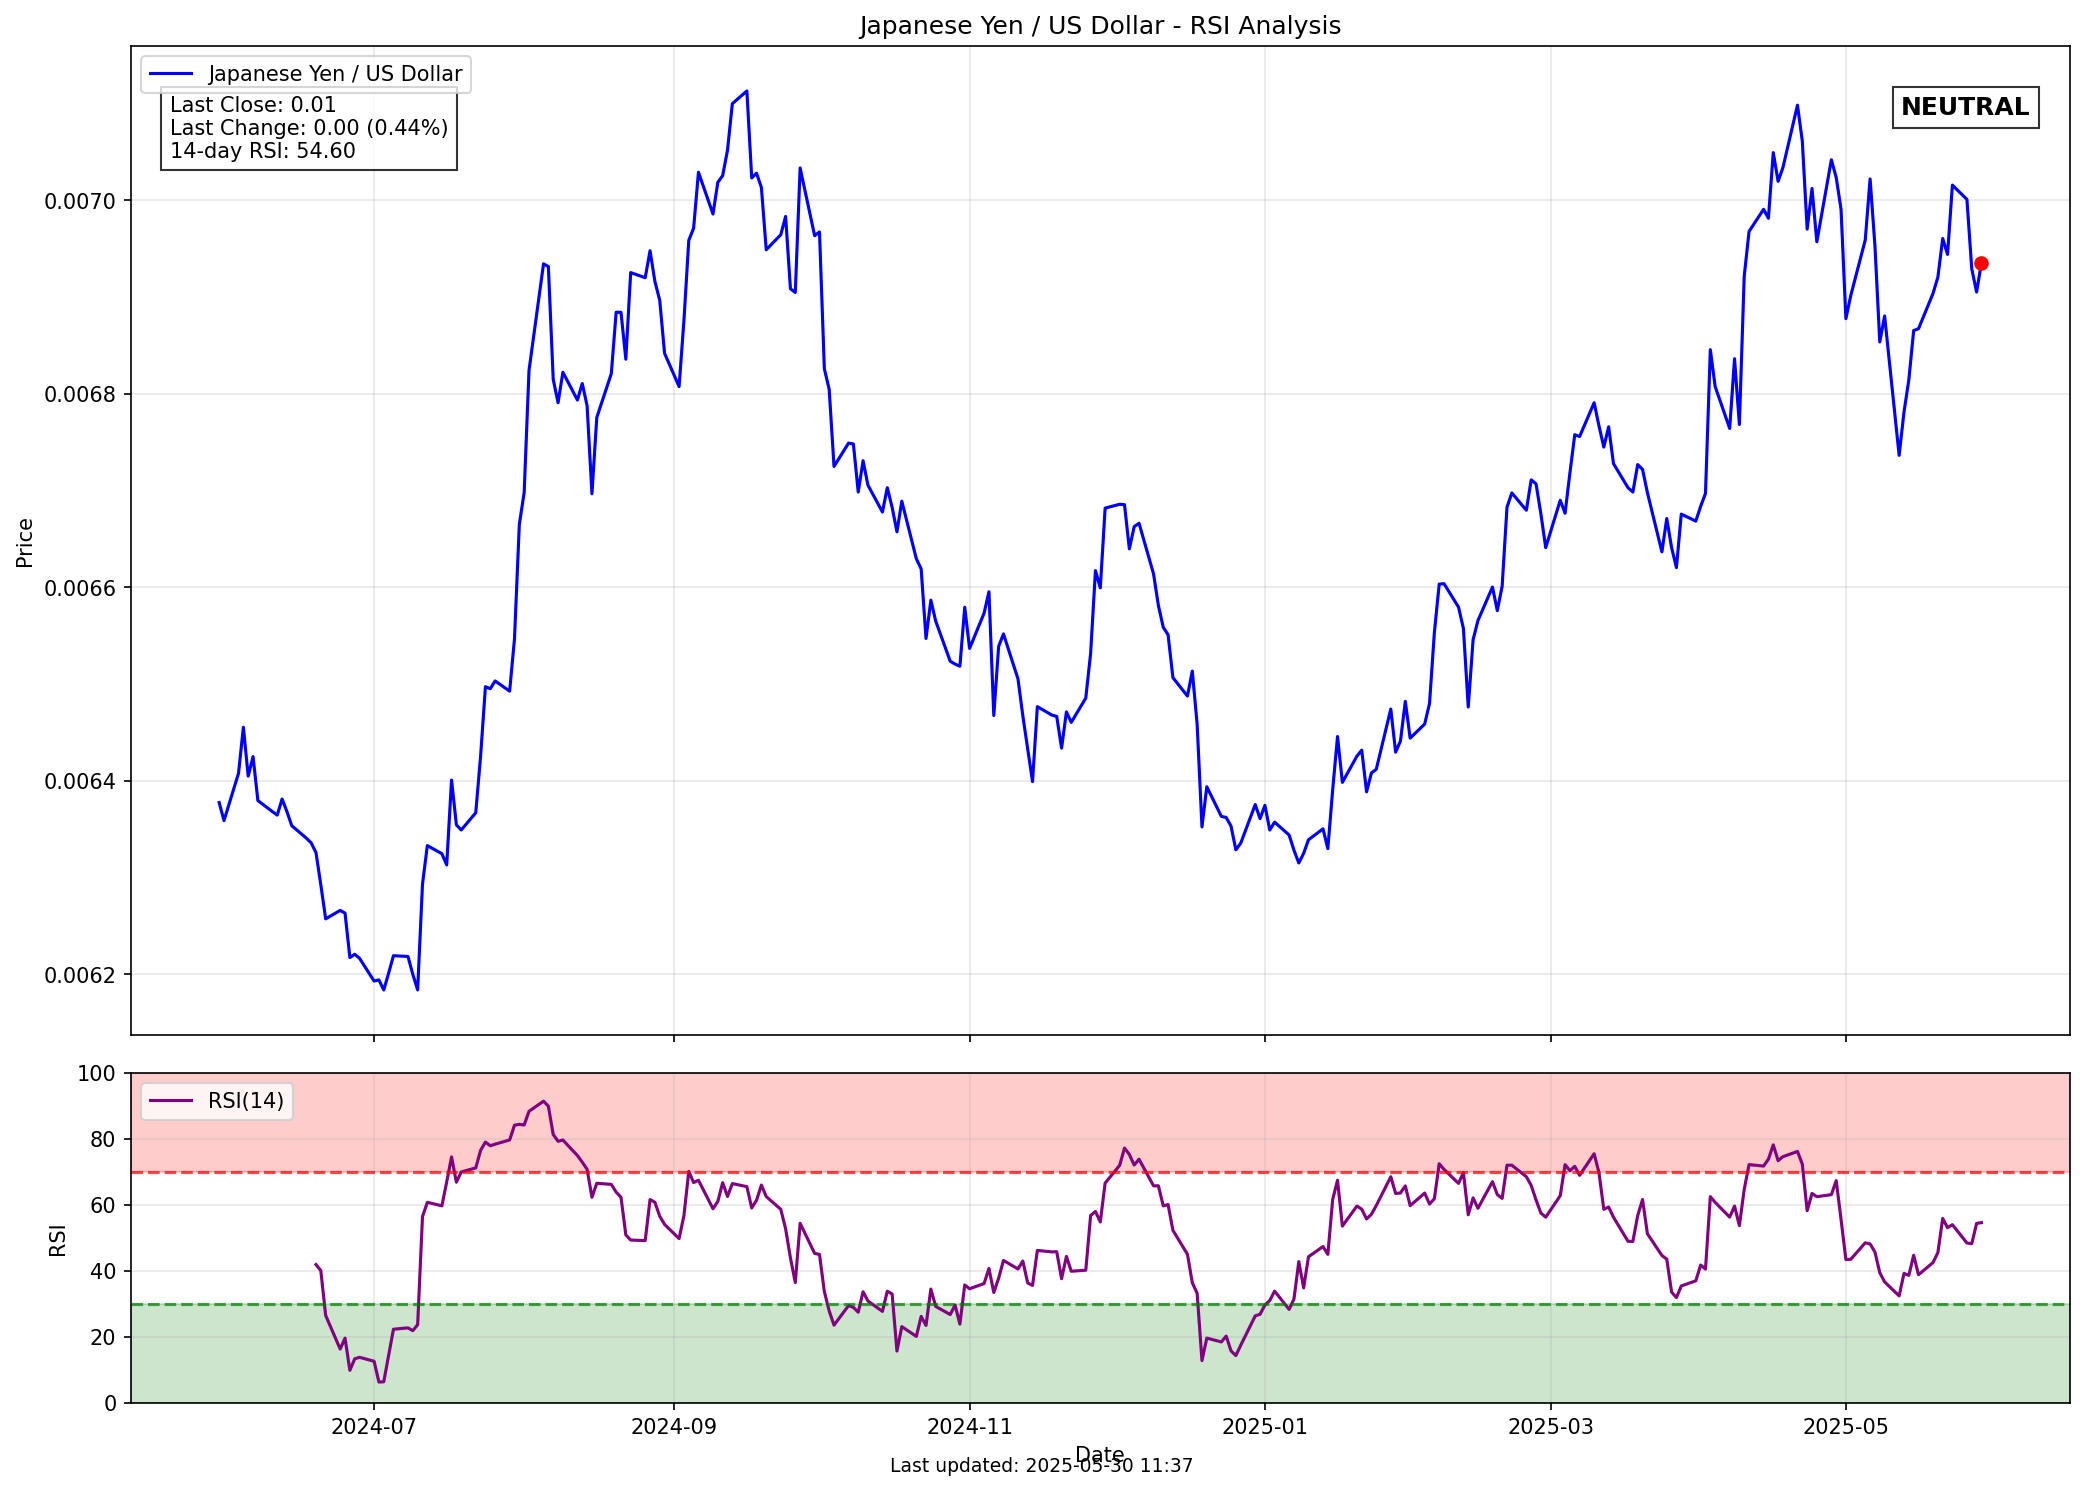 Japanese Yen / US Dollar - RSI Analysis
Japanese Yen / US Dollar
Last Close: 0.01
Last Change: 0.00 (0.44%)
14-day RSI: 54.60
NEUTRAL
Price
0.0070
0.0068
0.0066
0.0064
0.0062
RSI(14)
RSI
100
80
60
40
20
0
2024-07
2024-09
2024-11
2025-01
2025-03
2025-05
Date
Last updated: 2025-05-30 11:37